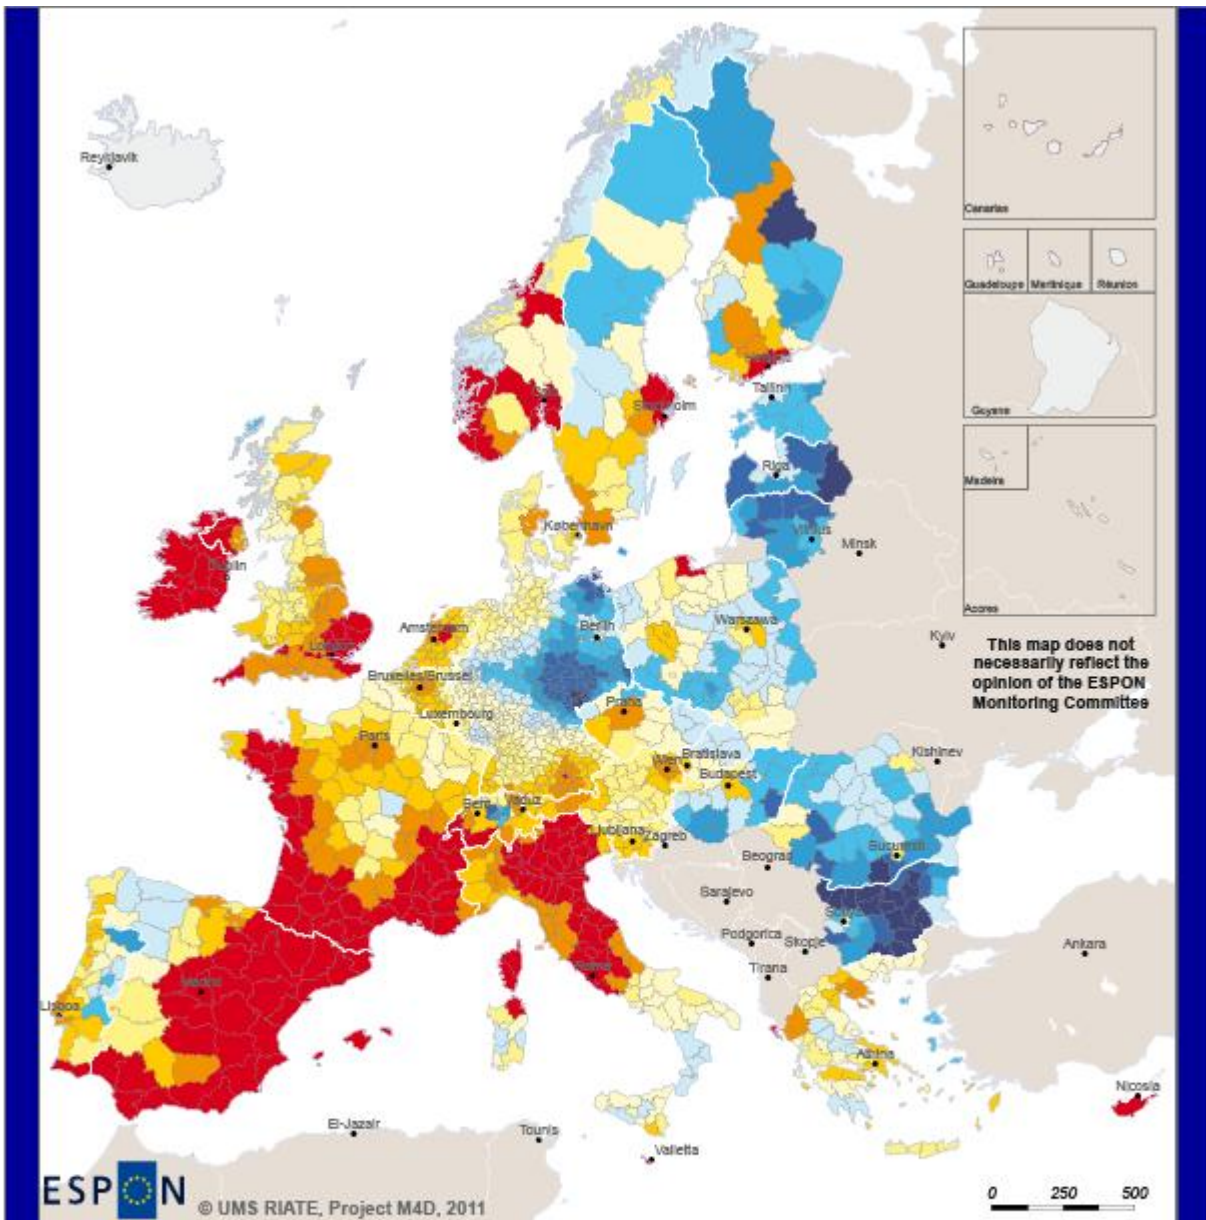 Reykjavik
Canarias
Guadeloupe Martinique Réunion
Guyane
Madeira
Acores
This map does not
necessarily reflect the
opinion of the ESPON
Monitoring Committee
Tallinn
Riga
Vilnius
Minsk
København
Dublin
London
Amsterdam
Berlin
Warszawa
Kyiv
Bruxelles/Brussel
Luxembourg
Praha
Paris
Wien
Bratislava
Budapest
Kishinev
Bern
Vaduz
Ljubljana
Zagreb
Beograd
Bucuresti
Sarajevo
Podgorica
Skopje
Tirana
Ankara
Lisboa
Madrid
Athina
Nicosia
El-Jazair
Tounis
Valletta
ESPON
© UMS RIATE, Project M4D, 2011
0 250 500